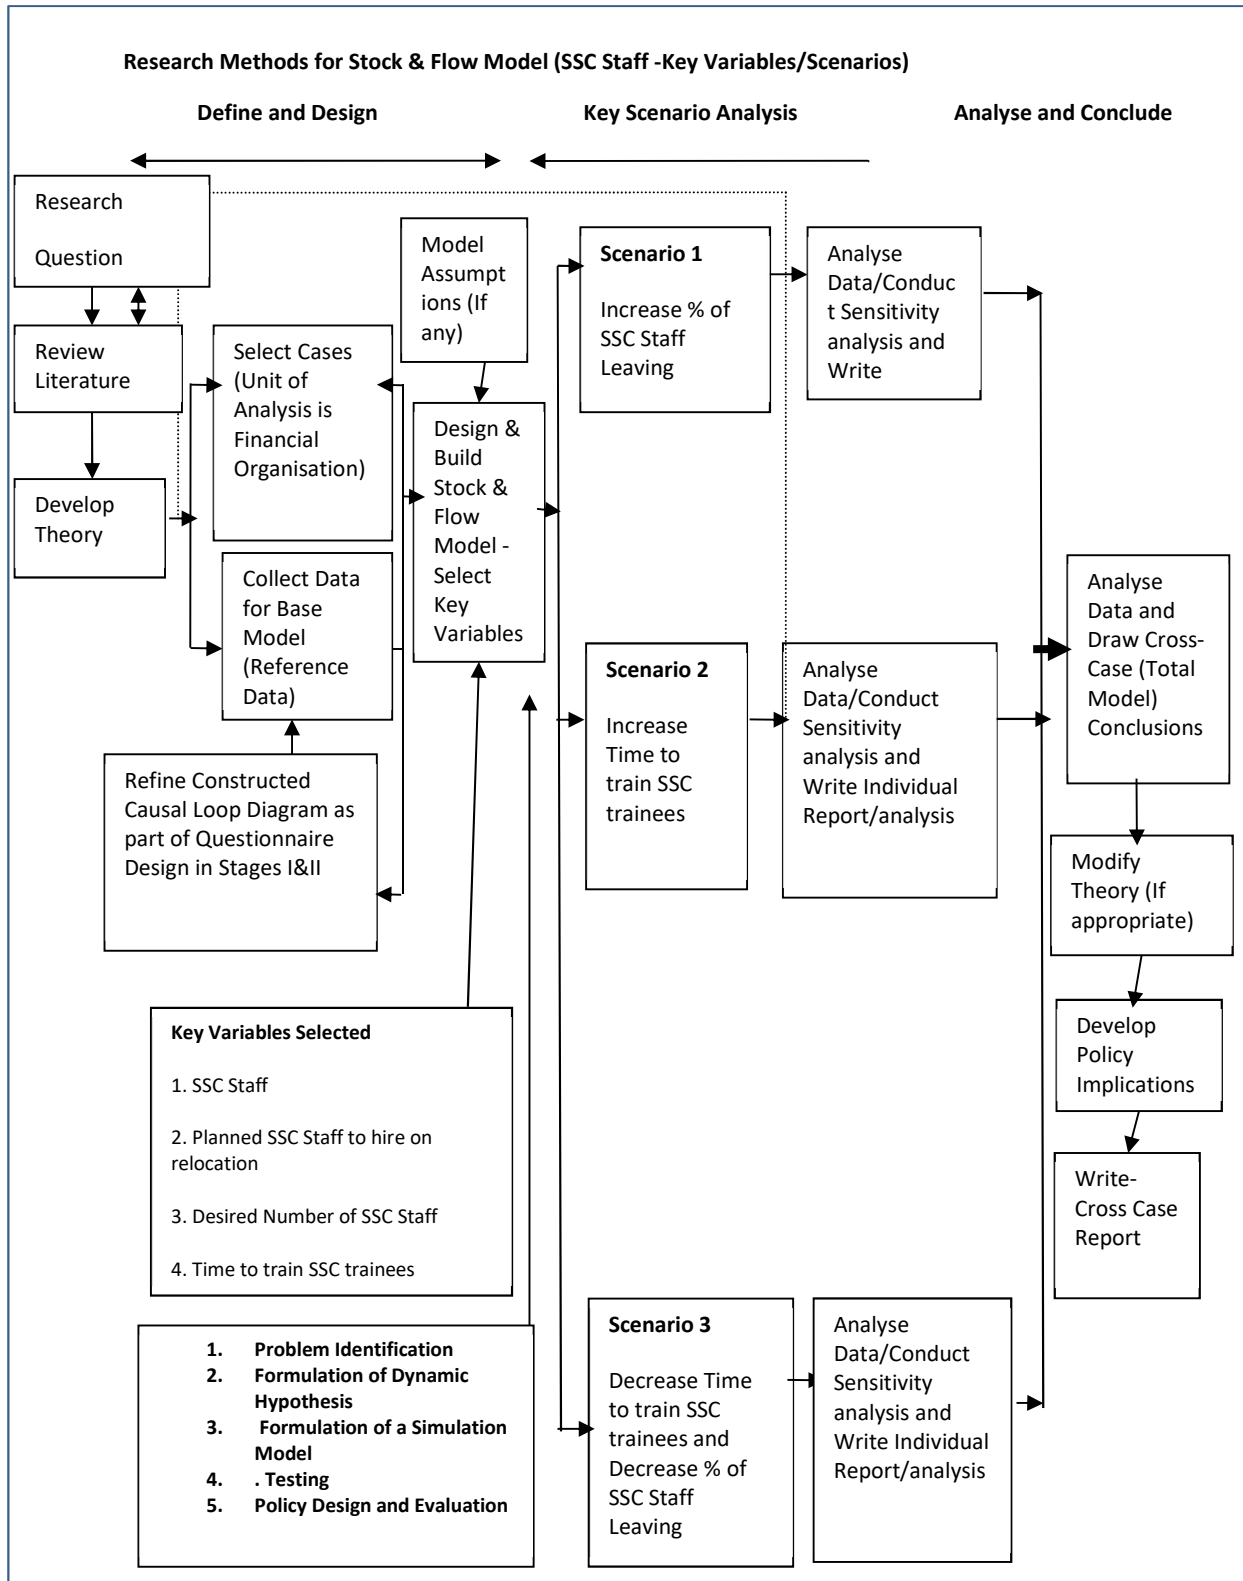 Research Methods for Stock & Flow Model (SSC Staff -Key Variables/Scenarios)
Define and Design
Key Scenario Analysis
Analyse and Conclude
Research
Question
Review
Literature
Develop
Theory
Select Cases
(Unit of
Analysis is
Financial
Organisation)
Collect Data
for Base
Model
(Reference
Data)
Refine Constructed
Causal Loop Diagram as
part of Questionnaire
Design in Stages I&II
Model
Assumpt
ions (If
any)
Design &
Build
Stock &
Flow
Model -
Select
Key
Variables
Key Variables Selected
1. SSC Staff
2. Planned SSC Staff to hire on
relocation
3. Desired Number of SSC Staff
4. Time to train SSC trainees
1. Problem Identification
2. Formulation of Dynamic
Hypothesis
3. Formulation of a Simulation
Model
4. . Testing
5. Policy Design and Evaluation
Scenario 1
Increase % of
SSC Staff
Leaving
Analyse
Data/Conduc
t Sensitivity
analysis and
Write
Scenario 2
Increase
Time to
train SSC
trainees
Analyse
Data/Conduct
Sensitivity
analysis and
Write Individual
Report/analysis
Scenario 3
Decrease Time
to train SSC
trainees and
Decrease % of
SSC Staff
Leaving
Analyse
Data/Conduct
Sensitivity
analysis and
Write Individual
Report/analysis
Analyse
Data and
Draw Cross-
Case (Total
Model)
Conclusions
Modify
Theory (If
appropriate)
Develop
Policy
Implications
Write-
Cross Case
Report